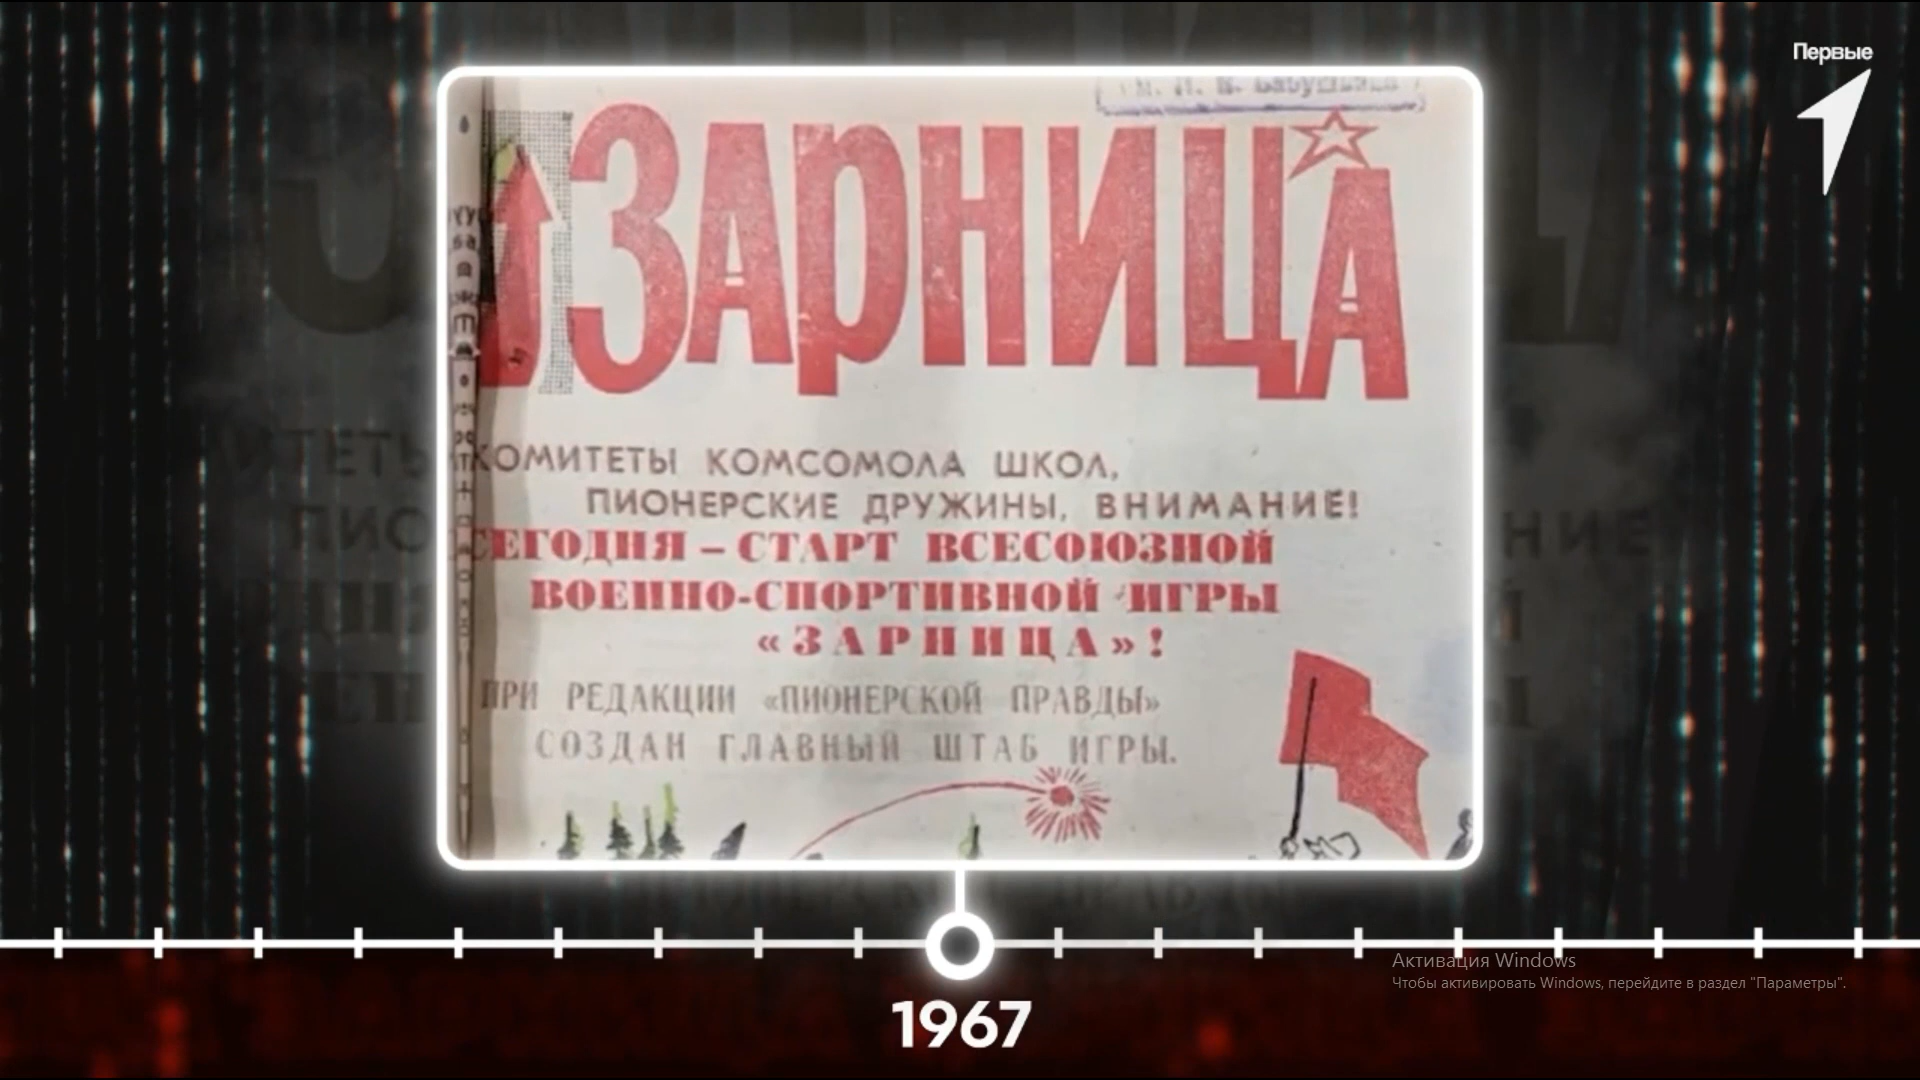 Первые
ЗАРНИЦА
КОМИТЕТЫ КОМСОМОЛА ШКОЛ,
ПИОНЕРСКИЕ ДРУЖИНЫ, ВНИМАНИЕ!
СЕГОДНЯ – СТАРТ ВСЕСОЮЗНОЙ
ВОЕННО-СПОРТИВНОЙ ИГРЫ
«ЗАРНИЦА»!
ПРИ РЕДАКЦИИ «ПИОНЕРСКОЙ ПРАВДЫ»
СОЗДАН ГЛАВНЫЙ ШТАБ ИГРЫ.
Активация Windows
Чтобы активировать Windows, перейдите в раздел "Параметры".
1967